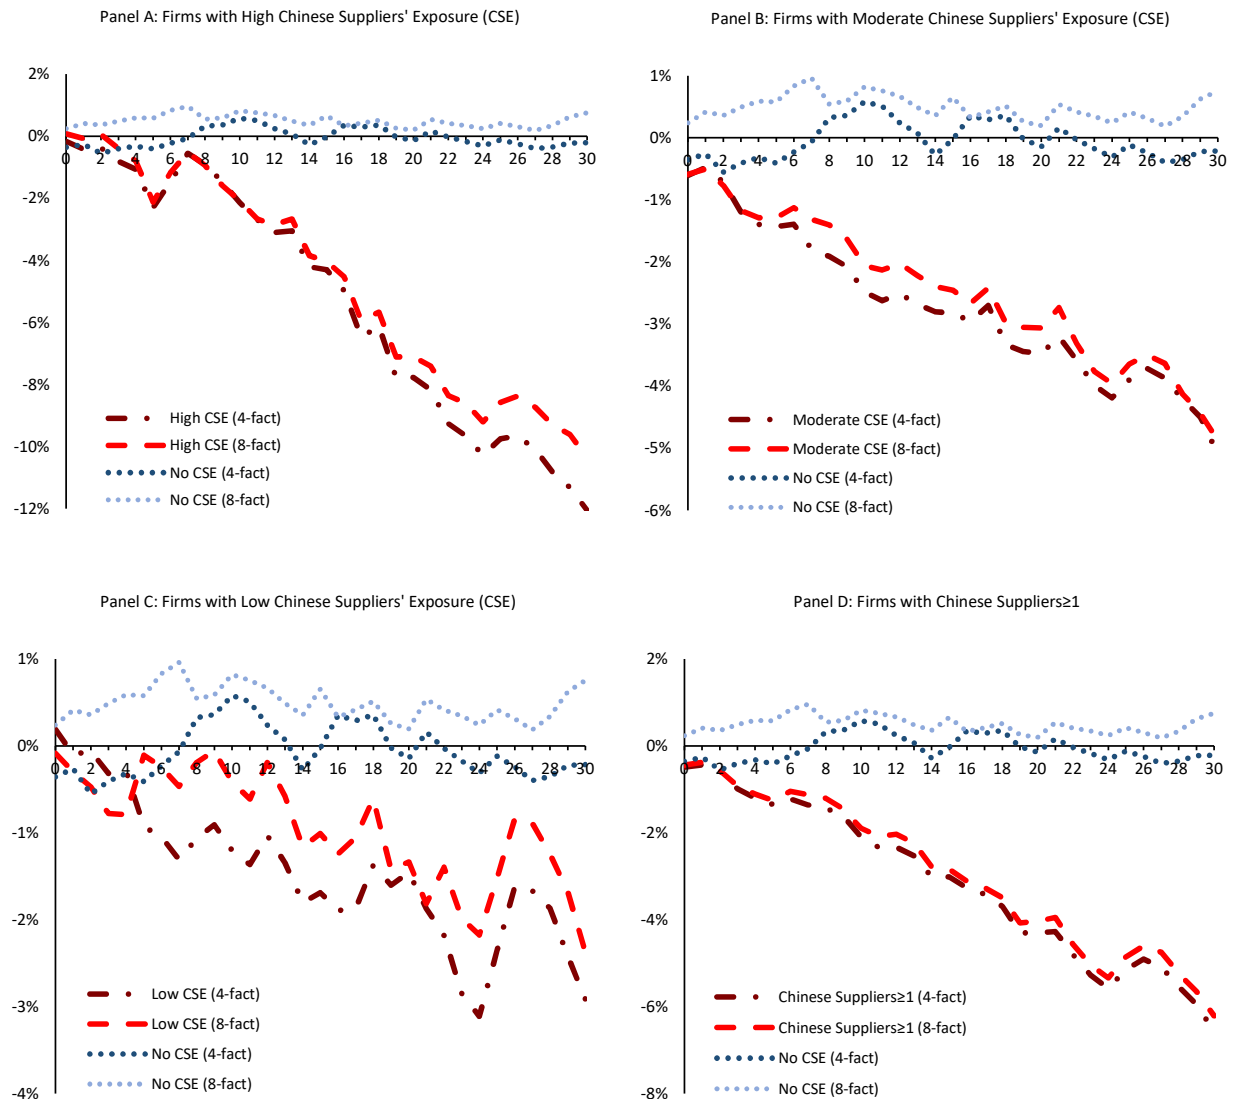 Panel A: Firms with High Chinese Suppliers' Exposure (CSE)
2%
0%
-2%
-4%
-6%
-8%
-10%
-12%
0 2 4 6 8 10 12 14 16 18 20 22 24 26 28 30
High CSE (4-fact)
High CSE (8-fact)
No CSE (4-fact)
No CSE (8-fact)
Panel B: Firms with Moderate Chinese Suppliers' Exposure (CSE)
1%
0%
-1%
-2%
-3%
-4%
-5%
-6%
0 2 4 6 8 10 12 14 16 18 20 22 24 26 28 30
Moderate CSE (4-fact)
Moderate CSE (8-fact)
No CSE (4-fact)
No CSE (8-fact)
Panel C: Firms with Low Chinese Suppliers' Exposure (CSE)
1%
0%
-1%
-2%
-3%
-4%
0 2 4 6 8 10 12 14 16 18 20 22 24 26 28 30
Low CSE (4-fact)
Low CSE (8-fact)
No CSE (4-fact)
No CSE (8-fact)
Panel D: Firms with Chinese Suppliers≥1
2%
0%
-2%
-4%
-6%
-8%
0 2 4 6 8 10 12 14 16 18 20 22 24 26 28 30
Chinese Suppliers≥1 (4-fact)
Chinese Suppliers≥1 (8-fact)
No CSE (4-fact)
No CSE (8-fact)